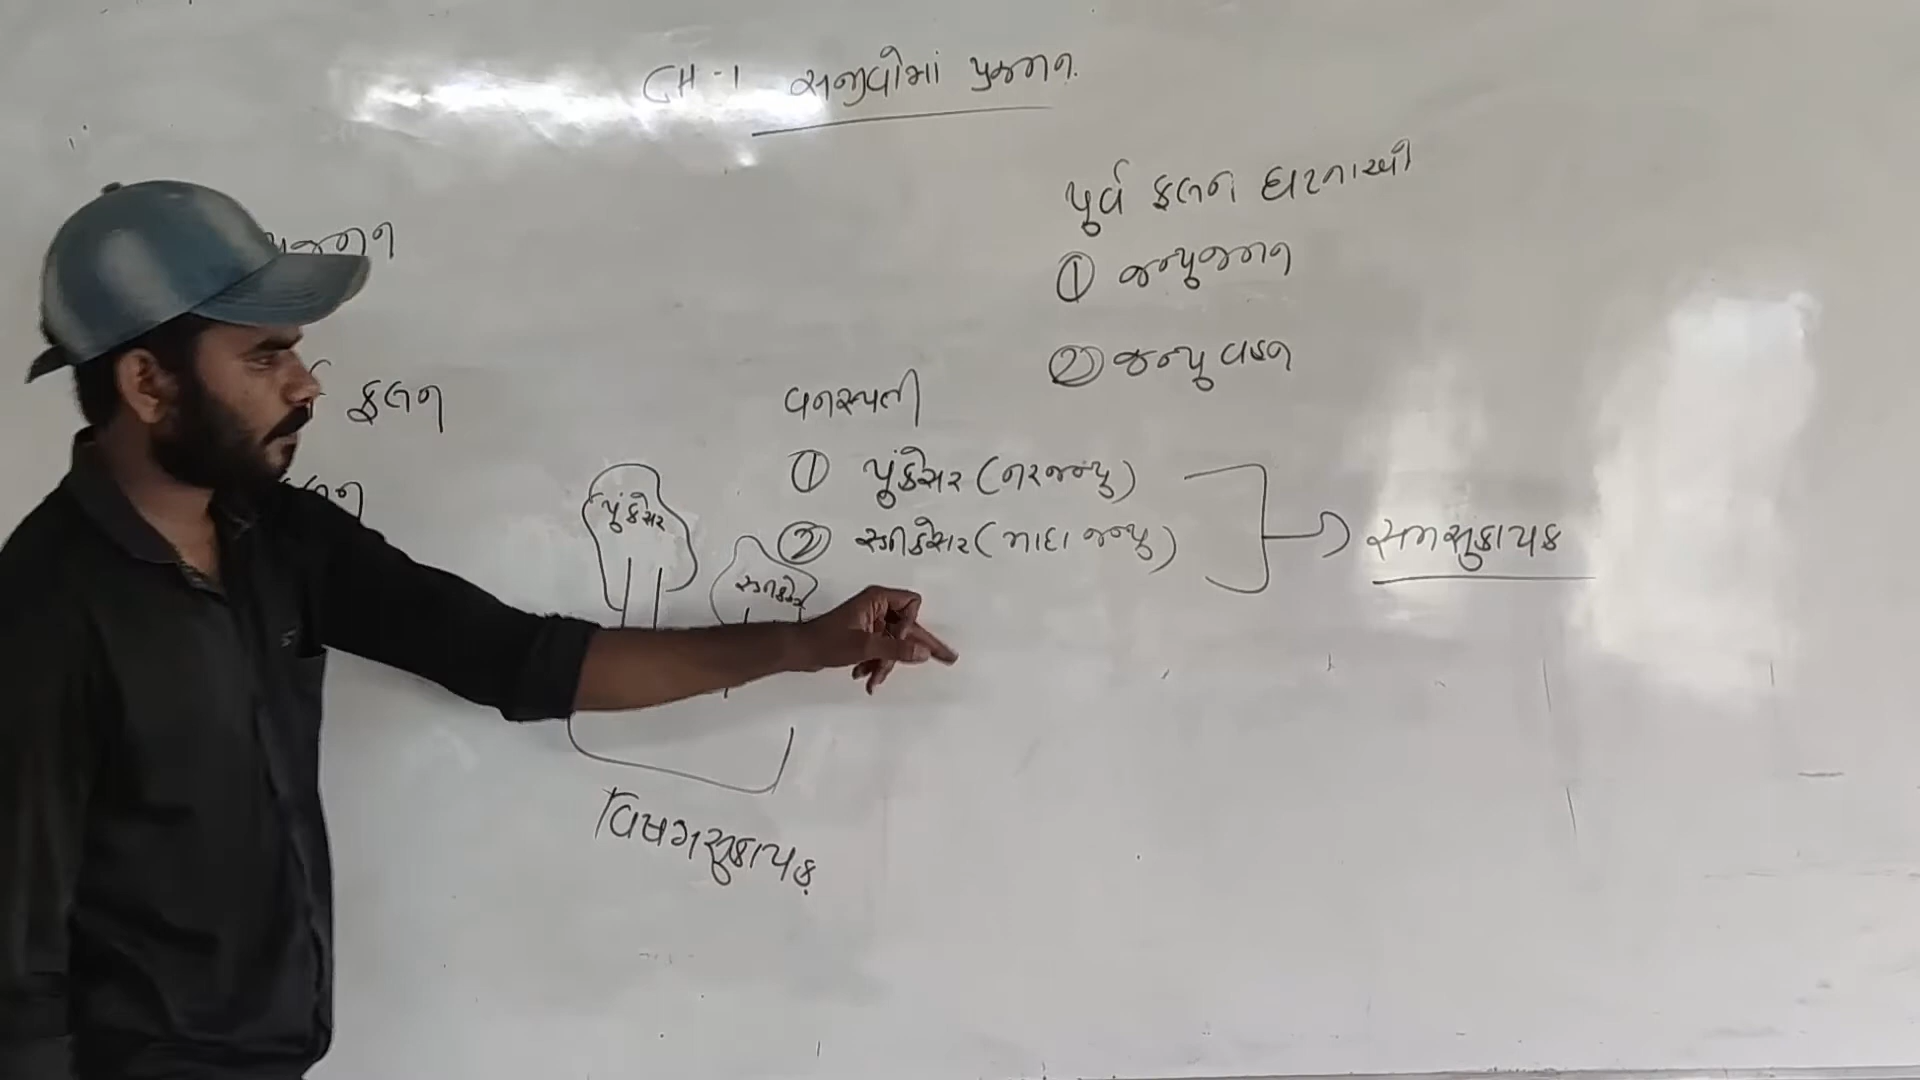 CH-1 સજીવોમાં પ્રજનન.
પૂર્વ ફલન ઘટનાઓ
① જન્યુજનન
② જન્યુ વહન
ફલન
વનસ્પતી
① પૂંકેસર (નરજન્યુ)
② સ્ત્રીકેસર (માદા જન્યુ)
સમસુકાયક
પૂંકેસર
સ્ત્રીકેસર
વિષમસુકાયક